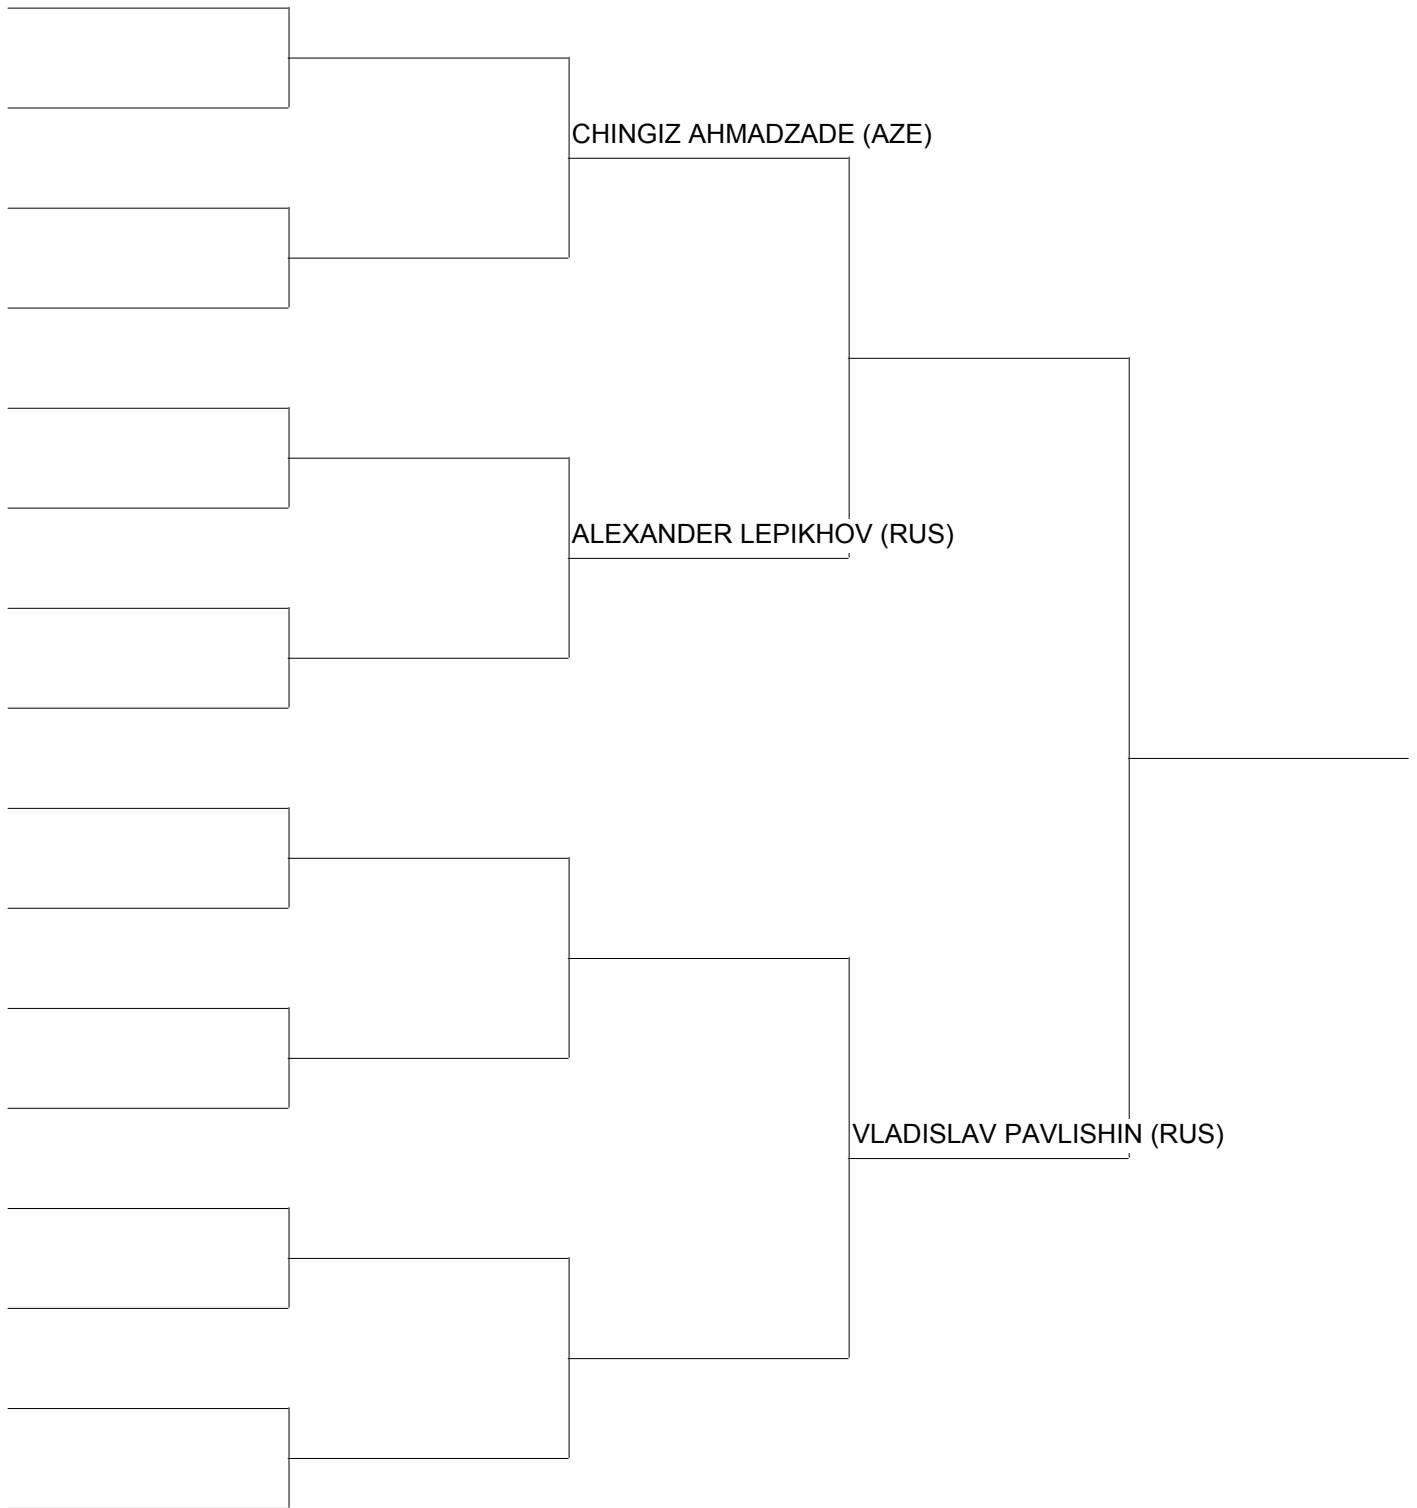 CHINGIZ AHMADZADE (AZE)
ALEXANDER LEPIKHOV (RUS)
VLADISLAV PAVLISHIN (RUS)